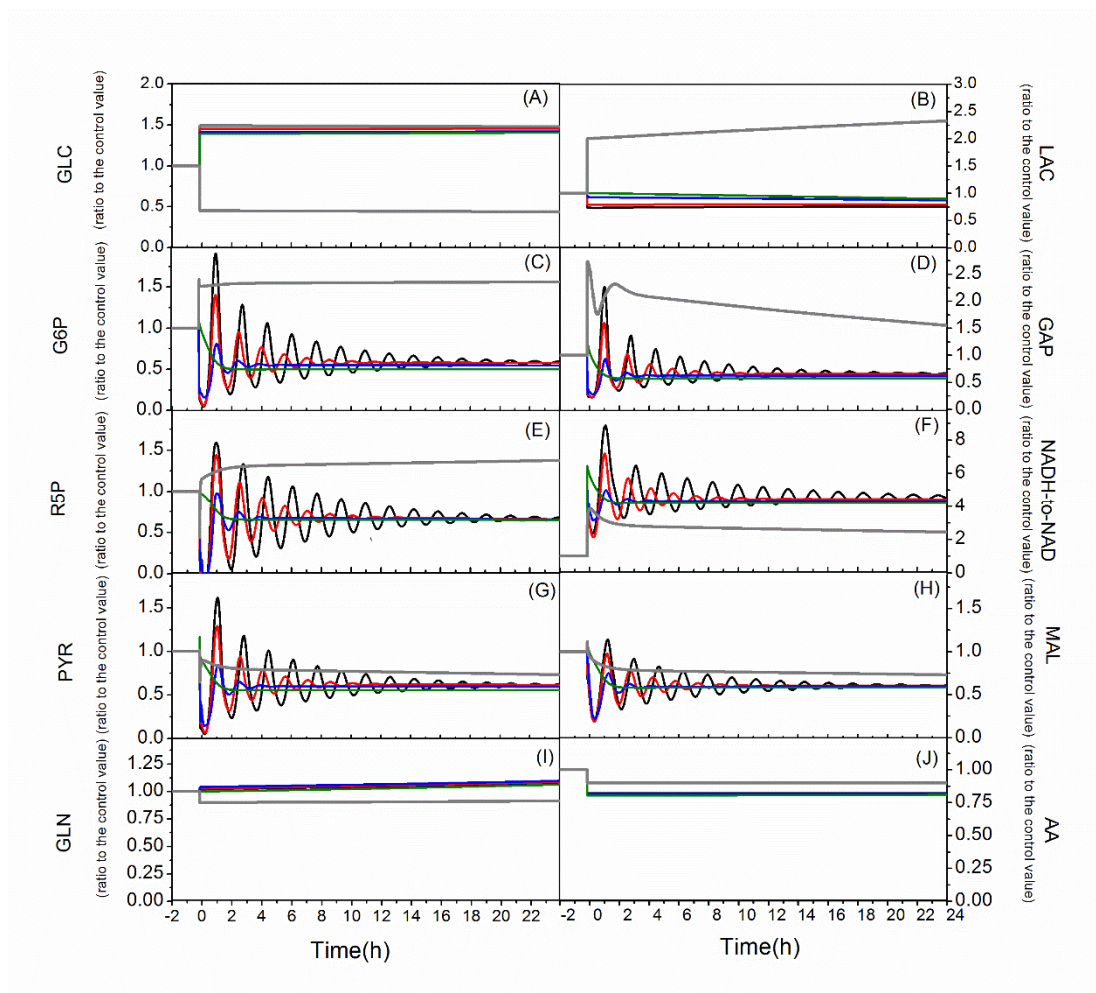 GLC
(ratio to the control value)
2.0
1.5
1.0
0.5
0.0
(A)
(B)
3.0
2.5
2.0
1.5
1.0
0.5
0.0
(ratio to the control value)
LAC
G6P
(ratio to the control value)
1.5
1.0
0.5
0.0
(C)
(D)
2.5
2.0
1.5
1.0
0.5
0.0
(ratio to the control value)
GAP
R5P
(ratio to the control value)
1.5
1.0
0.5
0.0
(E)
(F)
8
6
4
2
0
(ratio to the control value)
NADH-to-NAD
PYR
(ratio to the control value)
1.5
1.0
0.5
0.0
(G)
(H)
1.5
1.0
0.5
0.0
(ratio to the control value)
MAL
GLN
(ratio to the control value)
1.25
1.00
0.75
0.50
0.25
0.00
(I)
(J)
1.00
0.75
0.50
0.25
0.00
(ratio to the control value)
AA
-2 0 2 4 6 8 10 12 14 16 18 20 22
-2 0 2 4 6 8 10 12 14 16 18 20 22 24
Time(h)
Time(h)